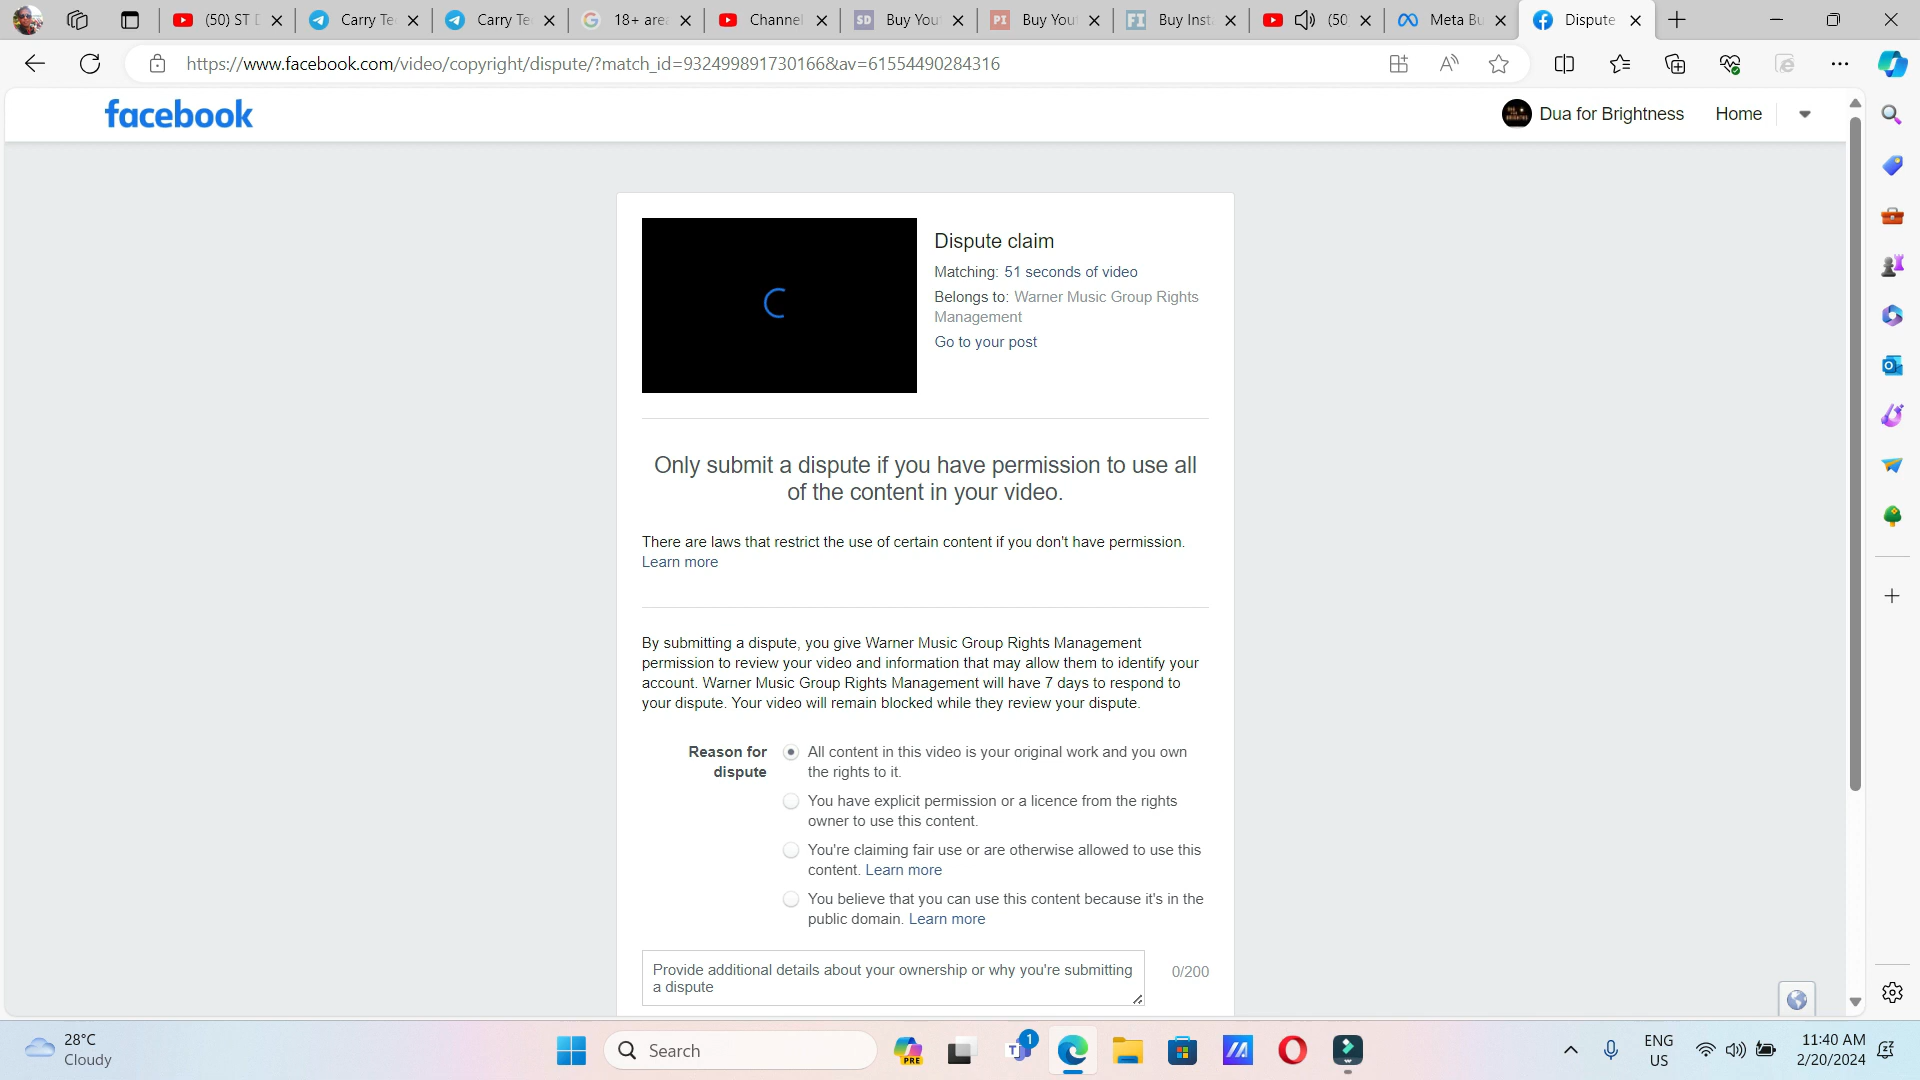 (50) ST D
Carry Te
Carry Te
18+ are
Channel
Buy You
Buy You
Buy Inst
(50
Meta Bu
Dispute
https://www.facebook.com/video/copyright/dispute/?match_id=932499891730166&av=61554490284316
facebook
Dua for Brightness
Home
Dispute claim
Matching: 51 seconds of video
Belongs to: Warner Music Group Rights
Management
Go to your post
Only submit a dispute if you have permission to use all
of the content in your video.
There are laws that restrict the use of certain content if you don't have permission.
Learn more
By submitting a dispute, you give Warner Music Group Rights Management
permission to review your video and information that may allow them to identify your
account. Warner Music Group Rights Management will have 7 days to respond to
your dispute. Your video will remain blocked while they review your dispute.
Reason for
dispute
All content in this video is your original work and you own
the rights to it.
You have explicit permission or a licence from the rights
owner to use this content.
You're claiming fair use or are otherwise allowed to use this
content. Learn more
You believe that you can use this content because it's in the
public domain. Learn more
Provide additional details about your ownership or why you're submitting
a dispute
0/200
28°C
Cloudy
Search
PRE
1
ENG
US
11:40 AM
2/20/2024